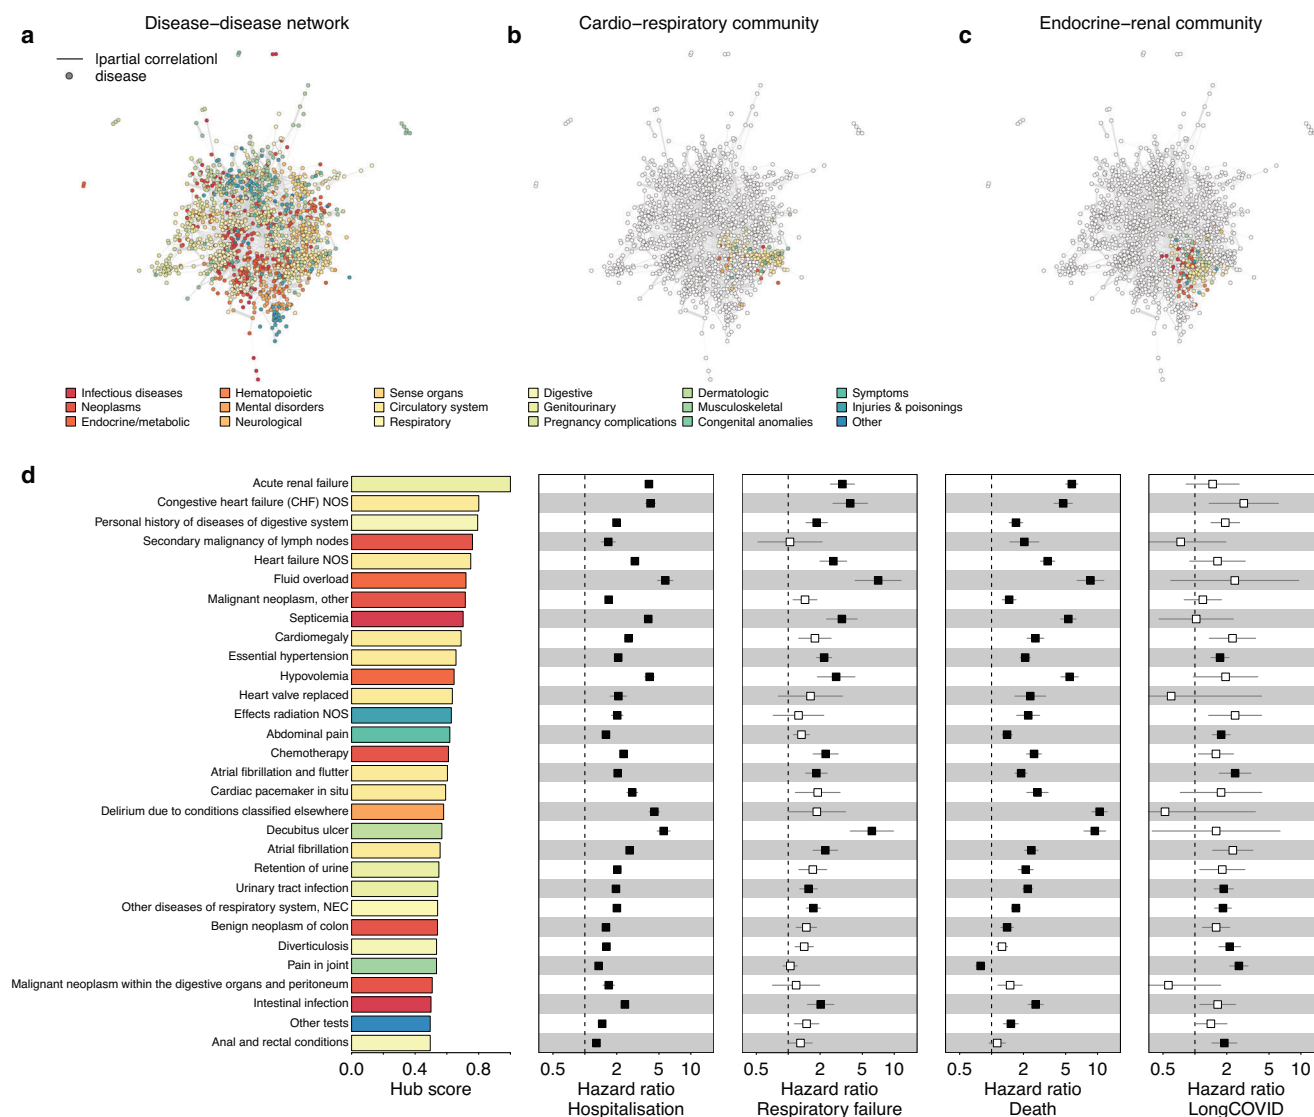 Disease−disease network
Cardio−respiratory community
Endocrine−renal community
a
b
c
|partial correlation|
disease
Infectious diseases
Neoplasms
Endocrine/metabolic
Hematopoietic
Mental disorders
Neurological
Sense organs
Circulatory system
Respiratory
Digestive
Genitourinary
Pregnancy complications
Dermatologic
Musculoskeletal
Congenital anomalies
Symptoms
Injuries & poisonings
Other
d
Acute renal failure
Congestive heart failure (CHF) NOS
Personal history of diseases of digestive system
Secondary malignancy of lymph nodes
Heart failure NOS
Fluid overload
Malignant neoplasm, other
Septicemia
Cardiomegaly
Essential hypertension
Hypovolemia
Heart valve replaced
Effects radiation NOS
Abdominal pain
Chemotherapy
Atrial fibrillation and flutter
Cardiac pacemaker in situ
Delirium due to conditions classified elsewhere
Decubitus ulcer
Atrial fibrillation
Retention of urine
Urinary tract infection
Other diseases of respiratory system, NEC
Benign neoplasm of colon
Diverticulosis
Pain in joint
Malignant neoplasm within the digestive organs and peritoneum
Intestinal infection
Other tests
Anal and rectal conditions
0.0 0.4 0.8
Hub score
0.5 2 5 10
Hazard ratio
Hospitalisation
0.5 2 5 10
Hazard ratio
Respiratory failure
0.5 2 5 10
Hazard ratio
Death
0.5 2 5 10
Hazard ratio
LongCOVID